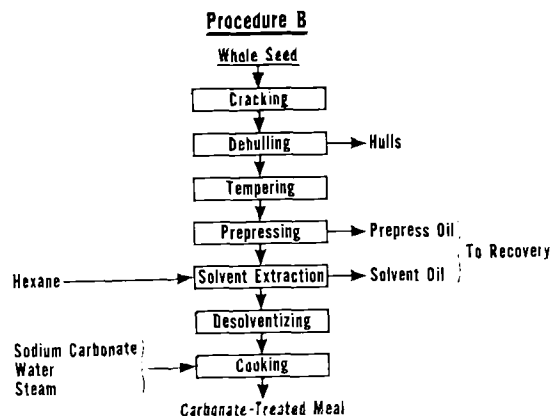 Procedure B
Whole Seed
Cracking
Dehulling
Hulls
Tempering
Prepressing
Prepress Oil
To Recovery
Hexane
Solvent Extraction
Solvent Oil
Desolventizing
Sodium Carbonate
Water
Steam
Cooking
Carbonate-Treated Meal